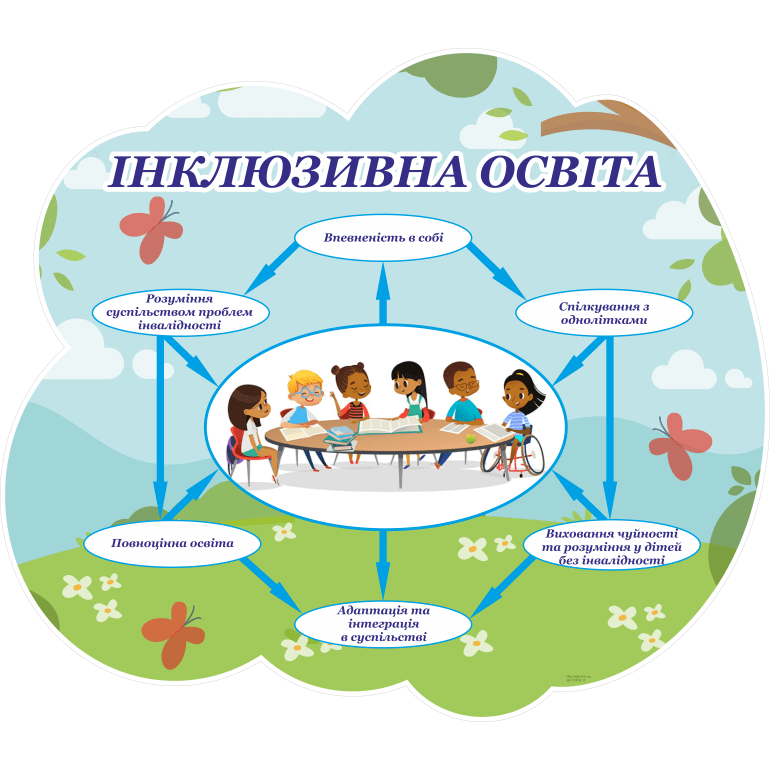 ІНКЛЮЗИВНА ОСВІТА
Впевненість в собі
Розуміння
суспільством проблем
інвалідності
Спілкування з
однолітками
Повноцінна освіта
Виховання чуйності
та розуміння у дітей
без інвалідності
Адаптація та
інтеграція
в суспільстві